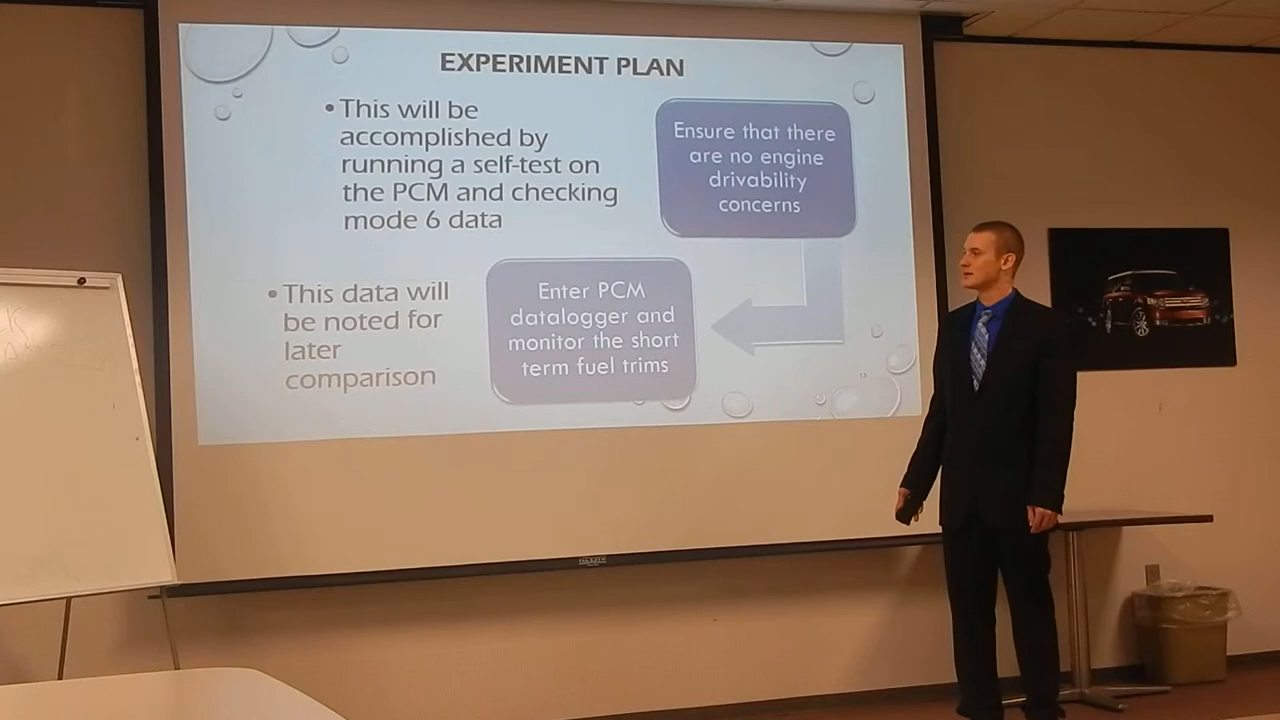 EXPERIMENT PLAN
• This will be
accomplished by
running a self-test on
the PCM and checking
mode 6 data
Ensure that there
are no engine
drivability
concerns
• This data will
be noted for
later
comparison
Enter PCM
datalogger and
monitor the short
term fuel trims
13